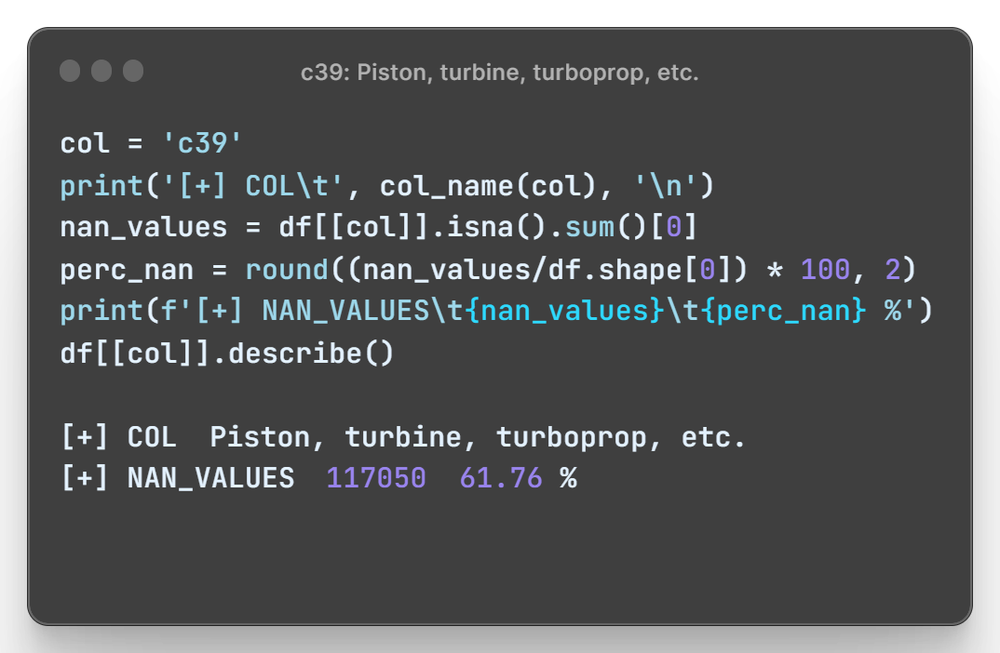 c39: Piston, turbine, turboprop, etc.
col = 'c39'
print('[+] COL\t', col_name(col), '\n')
nan_values = df[[col]].isna().sum()[0]
perc_nan = round((nan_values/df.shape[0]) * 100, 2)
print(f'[+] NAN_VALUES\t{nan_values}\t{perc_nan} %')
df[[col]].describe()
[+] COL  Piston, turbine, turboprop, etc.
[+] NAN_VALUES  117050  61.76 %